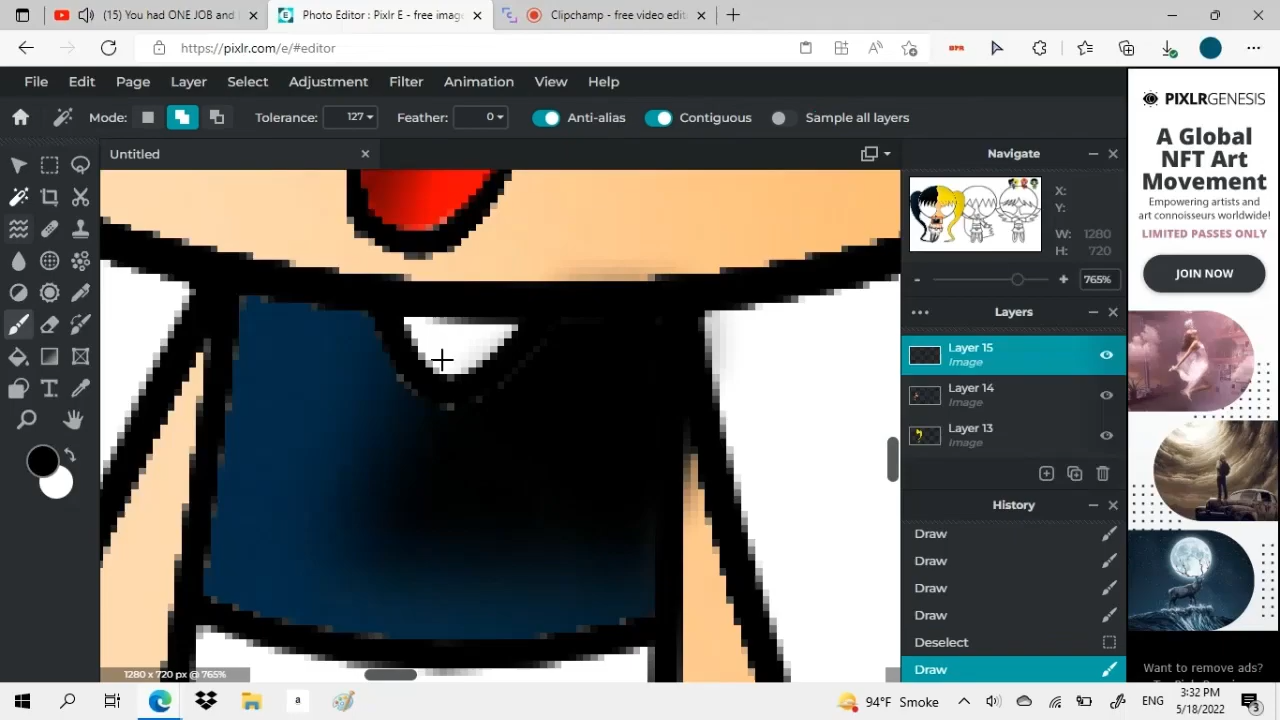 (15) You had ONE JOB and
Photo Editor : Pixlr E - free imag
Clipchamp - free video edit
https://pixlr.com/e/#editor
File Edit Page Layer Select Adjustment Filter Animation View Help
Mode: Tolerance: 127 Feather: 0 Anti-alias Contiguous Sample all layers
Untitled
Navigate
X:
Y:
W: 1280
H: 720
765%
Layers
Layer 15
Image
Layer 14
Image
Layer 13
Image
History
Draw
Draw
Draw
Draw
Deselect
Draw
1280 x 720 px @ 765%
PIXLRGENESIS
A Global
NFT Art
Movement
Empowering artists and
art connoisseurs worldwide!
LIMITED PASSES ONLY
JOIN NOW
Want to remove ads?
94°F Smoke
ENG
3:32 PM
5/18/2022
3